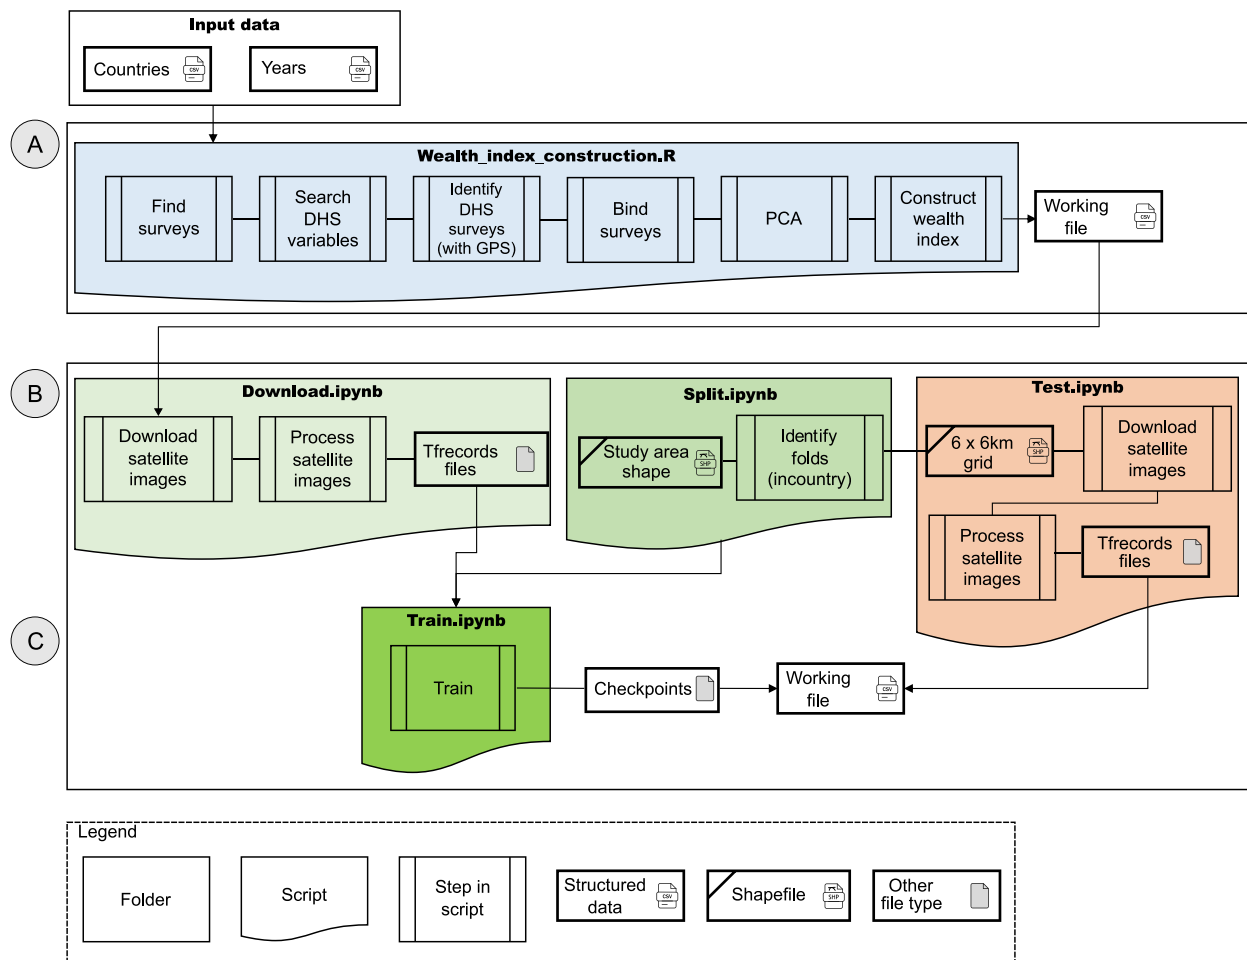 Input data
Countries
CSV
Years
CSV
A
Wealth_index_construction.R
Find
surveys
Search
DHS
variables
Identify
DHS
surveys
(with GPS)
Bind
surveys
PCA
Construct
wealth
index
Working
file
CSV
B
Download.ipynb
Download
satellite
images
Process
satellite
images
Tfrecords
files
Split.ipynb
Study area
shape
SHP
Identify
folds
(incountry)
Test.ipynb
6 x 6km
grid
SHP
Download
satellite
images
Process
satellite
images
Tfrecords
files
C
Train.ipynb
Train
Checkpoints
Working
file
CSV
Legend
Folder
Script
Step in
script
Structured
data
CSV
Shapefile
SHP
Other
file type